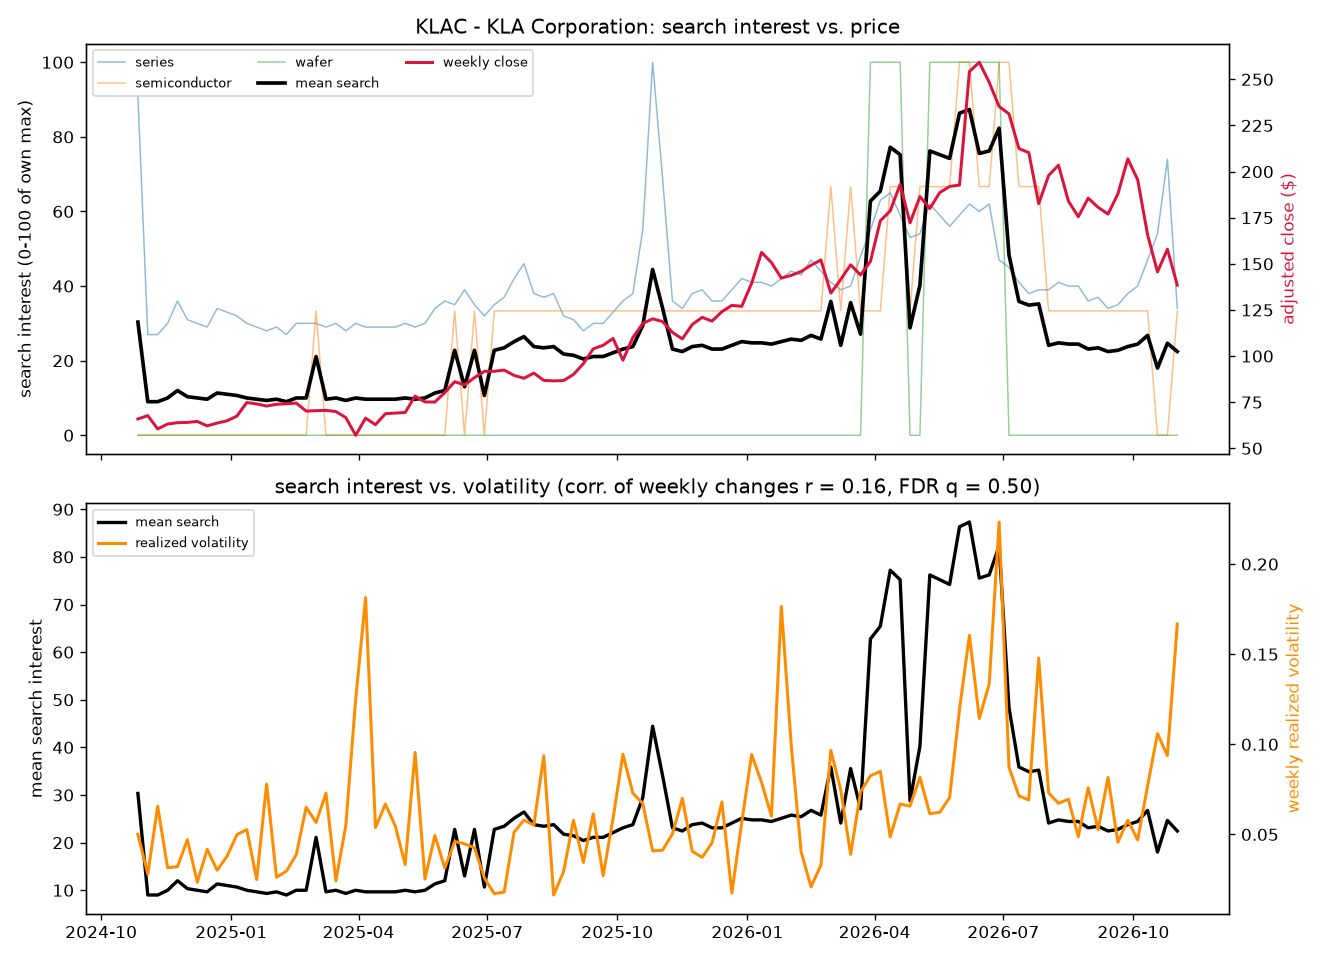 KLAC - KLA Corporation: search interest vs. price
series
semiconductor
wafer
mean search
weekly close
search interest (0-100 of own max)
100
80
60
40
20
0
adjusted close ($)
250
225
200
175
150
125
100
75
50
search interest vs. volatility (corr. of weekly changes r = 0.16, FDR q = 0.50)
mean search
realized volatility
mean search interest
90
80
70
60
50
40
30
20
10
weekly realized volatility
0.20
0.15
0.10
0.05
2024-10
2025-01
2025-04
2025-07
2025-10
2026-01
2026-04
2026-07
2026-10